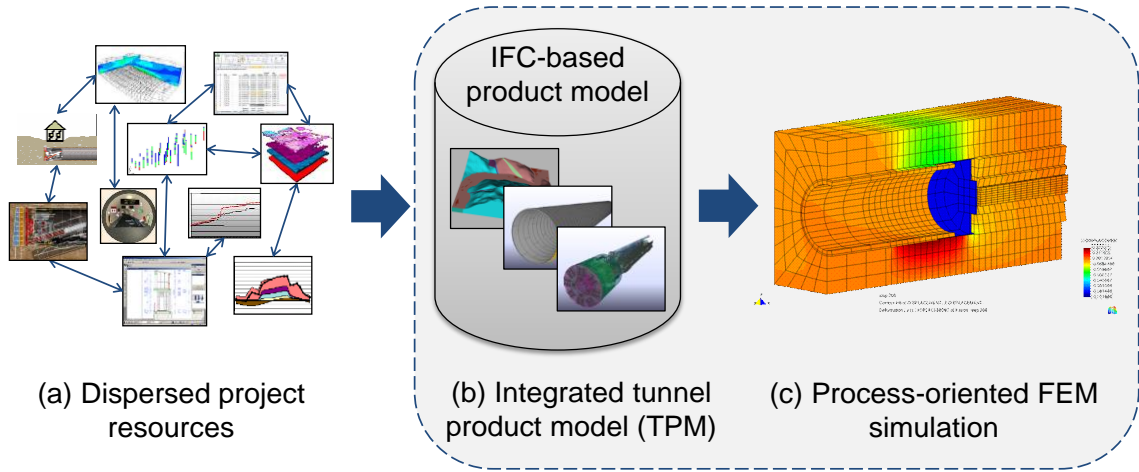 IFC-based
product model
(a) Dispersed project
resources
(b) Integrated tunnel
product model (TPM)
(c) Process-oriented FEM
simulation